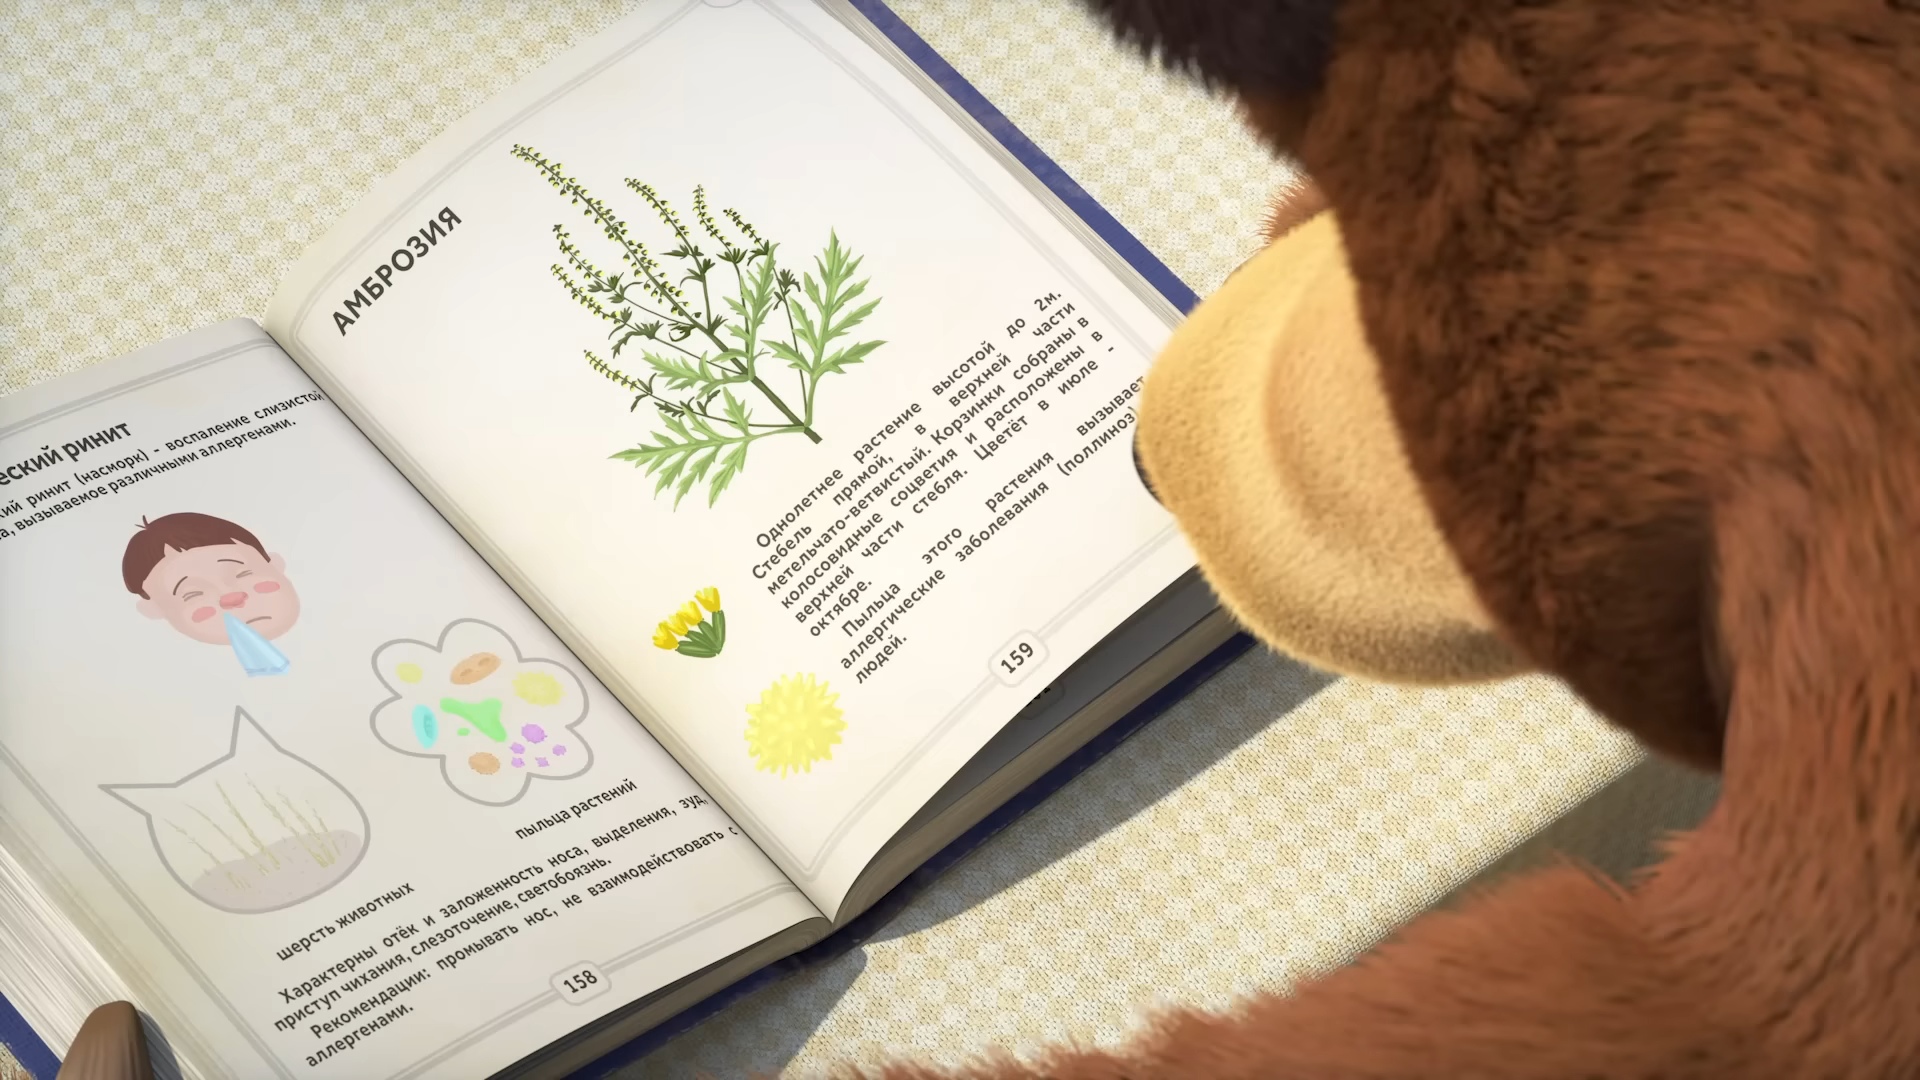 ринит
ринит (насморк) - воспаление слизистой
вызываемое различными аллергенами.
пыльца растений
шерсть животных
Характерны отёк и заложенность носа, выделения, зуд,
приступ чихания, слезоточение, светобоязнь.
Рекомендации: промывать нос, не взаимодействовать с
аллергенами.
158
АМБРОЗИЯ
Однолетнее растение высотой до 2м.
Стебель прямой, в верхней части
метельчато-ветвистый. Корзинки собраны в
колосовидные соцветия и расположены в
верхней части стебля. Цветёт в июле -
октябре.
Пыльца этого растения вызывает
аллергические заболевания (поллиноз)
людей.
159